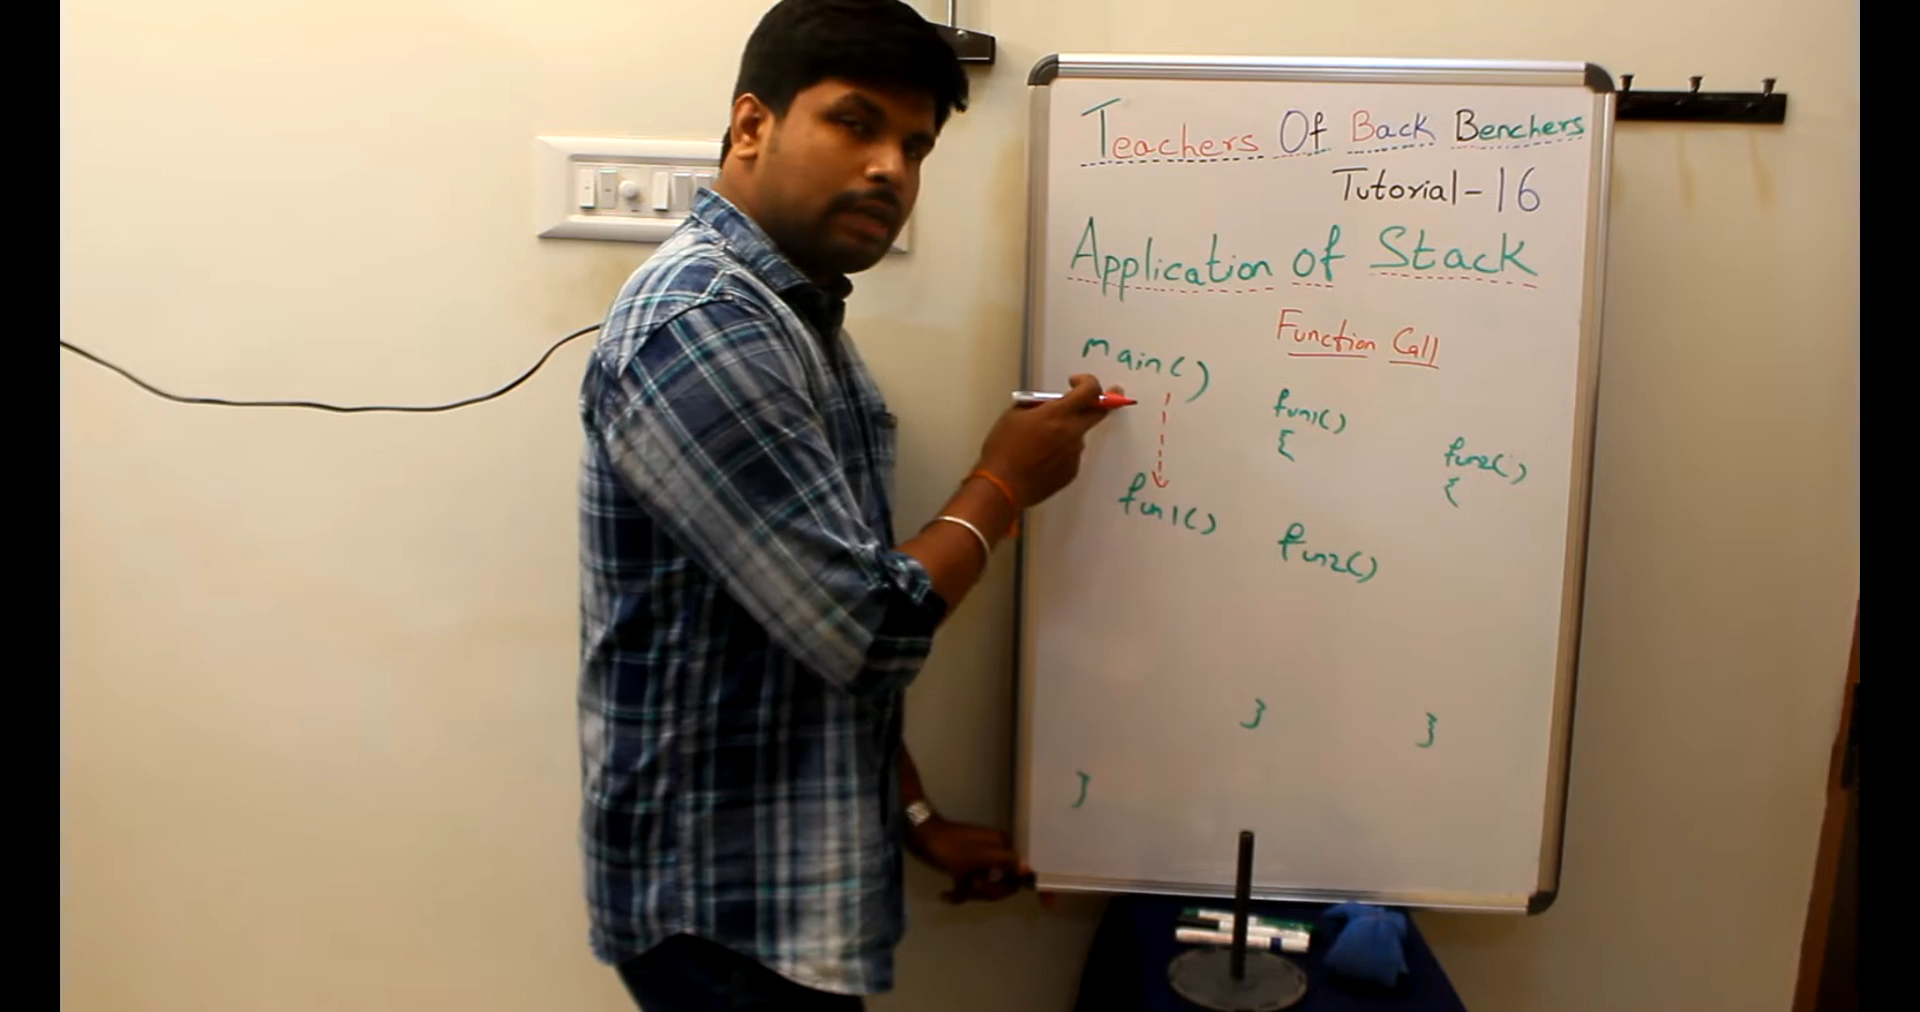 Teachers Of Back Benchers
Tutorial-16
Application of Stack
Function Call
main()
fun1()
{
fun2()
{
fun1()
fun2()
}
}
}